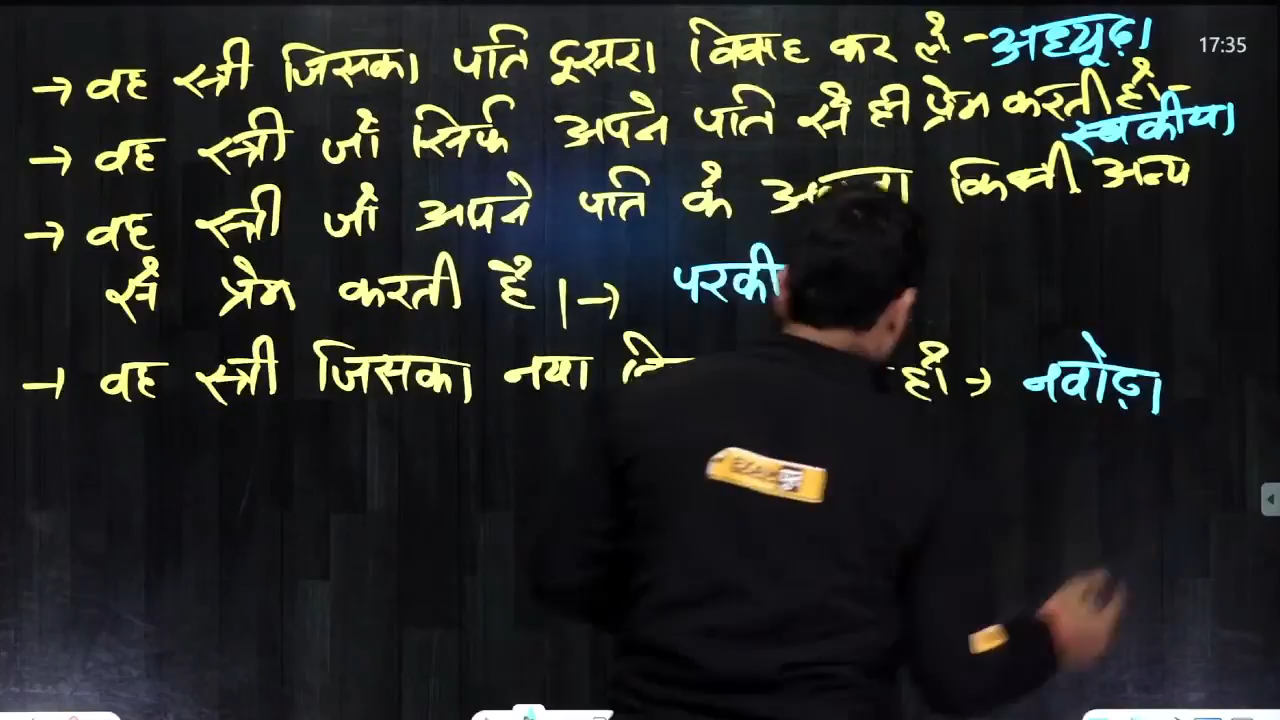 → वह स्त्री जिसका पति दूसरा विवाह कर ले - अध्यूढ़ा
17:35
→ वह स्त्री जो सिर्फ अपने पति से ही प्रेम करती है। -
स्वकीया
→ वह स्त्री जो अपने पति के किसी अन्य
से प्रेम करती है। →
→ वह स्त्री जिसका नया हो। → नवोढ़ा